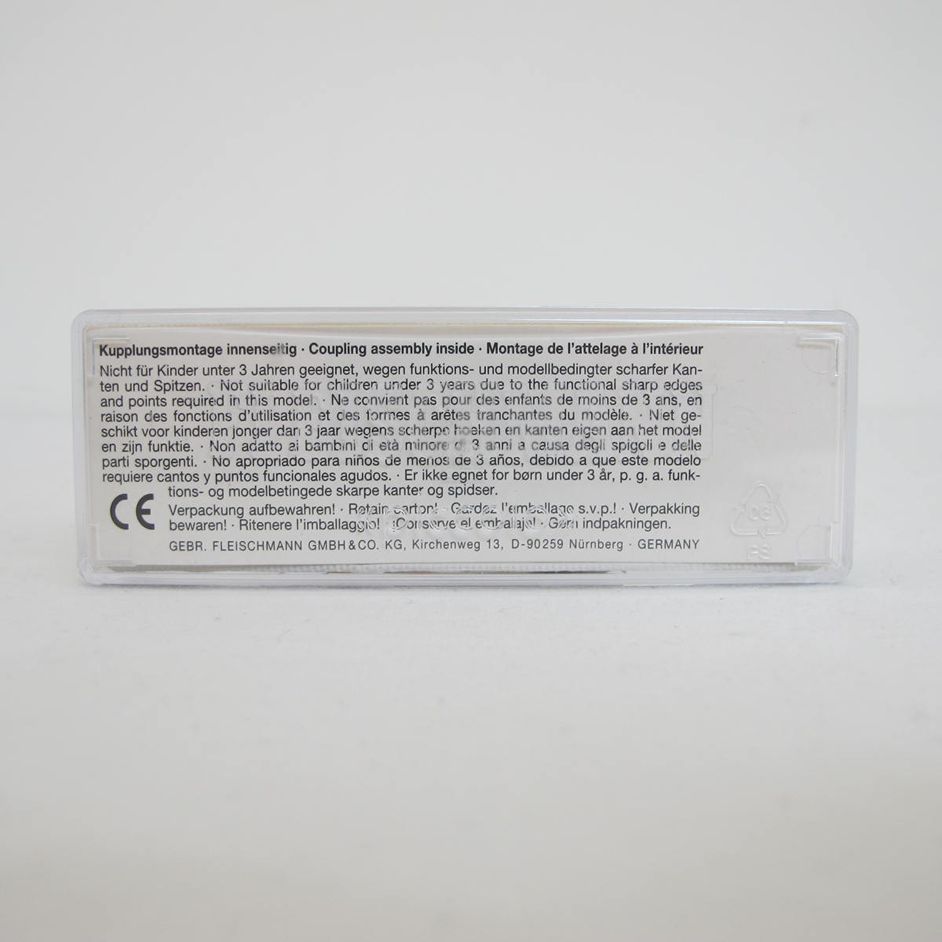 Kupplungsmontage innenseitig · Coupling assembly inside · Montage de l'attelage à l'intérieur
Nicht für Kinder unter 3 Jahren geeignet, wegen funktions- und modellbedingter scharfer Kan-
ten und Spitzen. · Not suitable for children under 3 years due to the functional sharp edges
and points required in this model. · Ne convient pas pour des enfants de moins de 3 ans, en
raison des fonctions d'utilisation et des formes à arêtes tranchantes du modèle. · Niet ge-
schikt voor kinderen jonger dan 3 jaar wegens scherpe hoeken en kanten eigen aan het model
en zijn funktie. · Non adatto ai bambini di età minore di 3 anni a causa degli spigoli e delle
parti sporgenti. · No apropriado para niños de menos de 3 años, debido a que este modelo
requiere cantos y puntos funcionales agudos. · Er ikke egnet for børn under 3 år, p. g. a. funk-
tions- og modelbetingede skarpe kanter og spidser.
CE Verpackung aufbewahren! · Retain carton! · Gardez l'emballage s.v.p.! · Verpakking
bewaren! · Ritenere l'imballaggio! · ¡Conserve el embalaje! · Gem indpakningen.
GEBR. FLEISCHMANN GMBH & CO. KG, Kirchenweg 13, D-90259 Nürnberg · GERMANY
PS